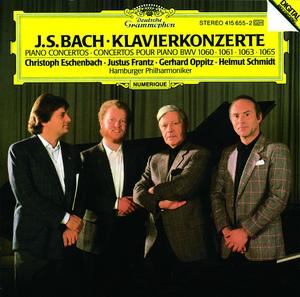 Deutsche
Grammophon
STEREO 415 655-2
DIGITAL
J.S.BACH · KLAVIERKONZERTE
PIANO CONCERTOS · CONCERTOS POUR PIANO BWV 1060 · 1061 · 1063 · 1065
Christoph Eschenbach · Justus Frantz · Gerhard Oppitz · Helmut Schmidt
Hamburger Philharmoniker
NUMERIQUE